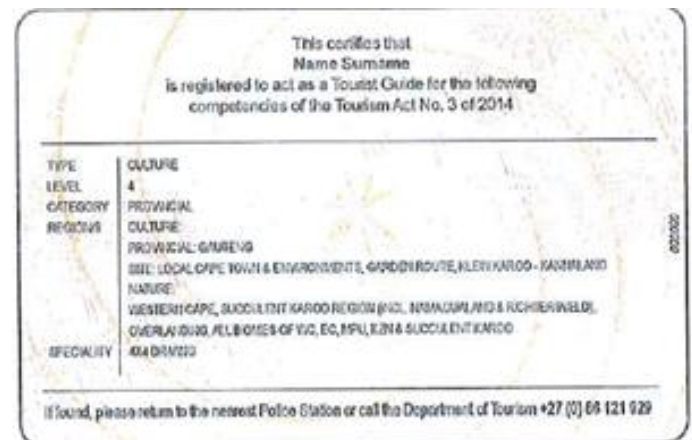 This certifies that
Name Surname
is registered to act as a Tourist Guide for the following
competencies of the Tourism Act No. 3 of 2014
TYPE CULTURE
LEVEL 4
CATEGORY PROVINCIAL
REGIONS CULTURE:
PROVINCIAL: GAUTENG
SITE: LOCAL CAPE TOWN & ENVIRONMENTS, GARDEN ROUTE, KLEIN KAROO - KANNALAND
NATURE:
WESTERN CAPE, SUCCULENT KAROO REGION (INCL. NAMAQUALAND & RICHTERSVELD),
OVERLANDING, ALL BIOMES OF WC, EC, MPU, KZN & SUCCULENT KAROO
SPECIALITY 4X4 DRIVING
If found, please return to the nearest Police Station or call the Department of Tourism +27 (0) 86 121 929